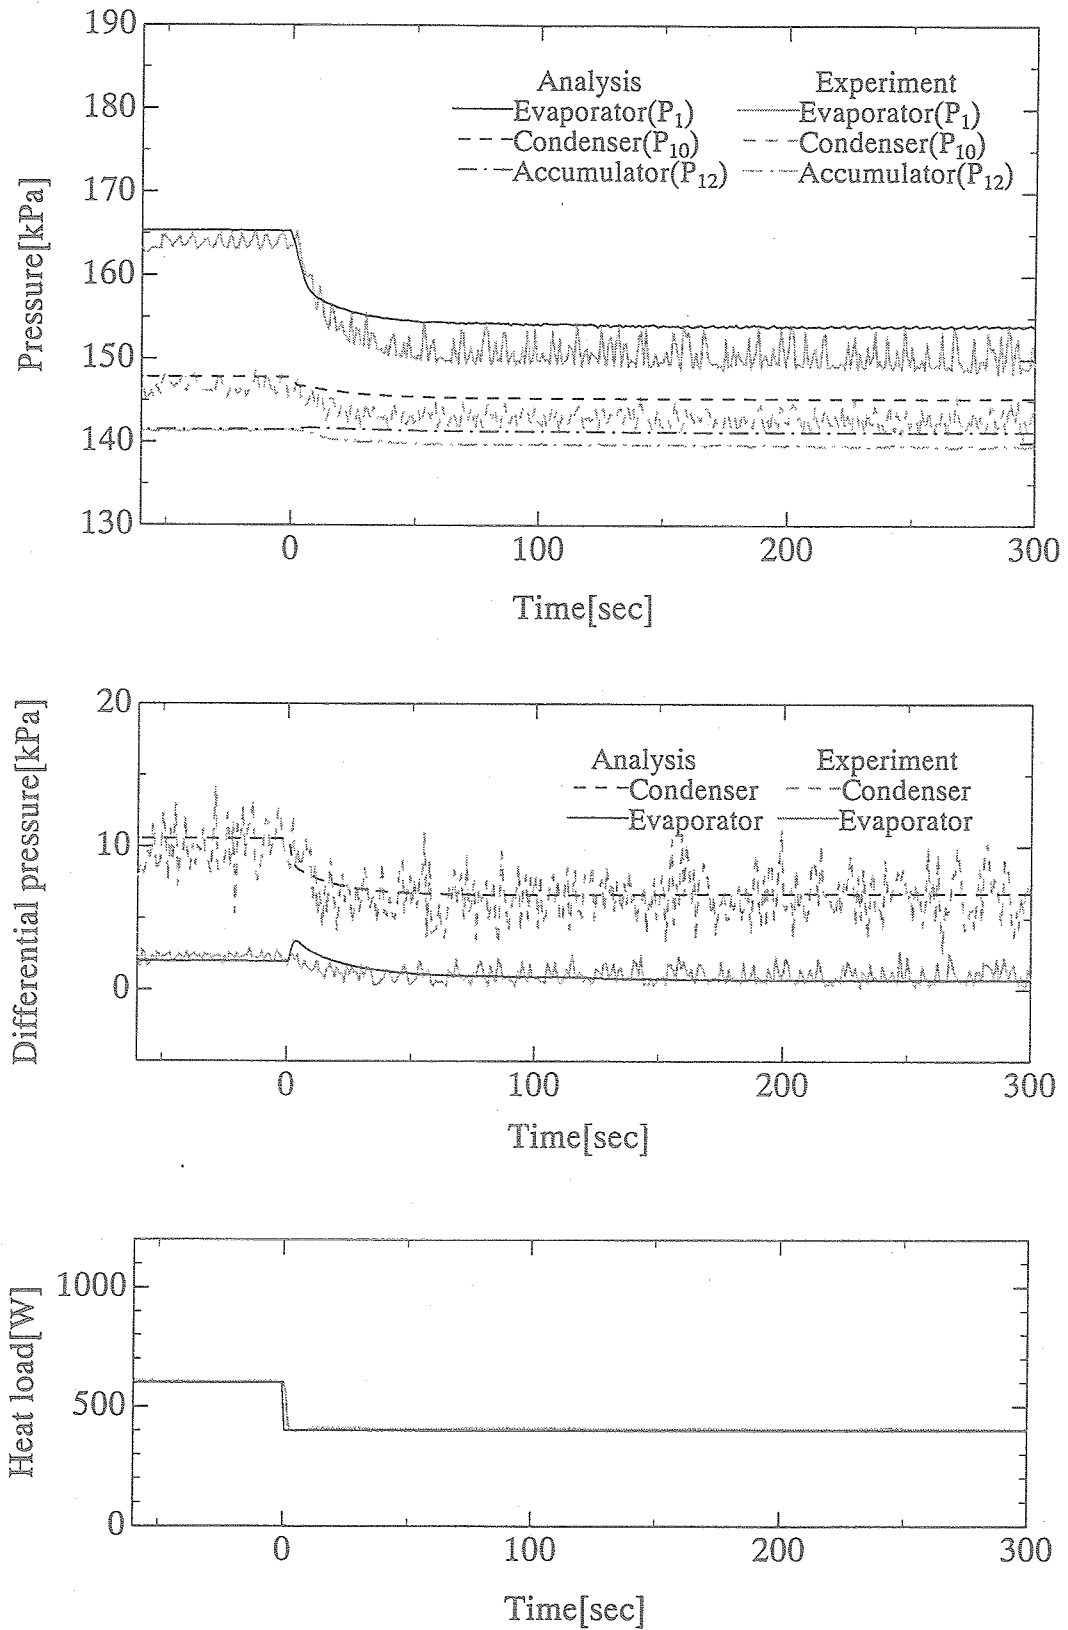 190
180
170
160
150
140
130
Pressure[kPa]
Analysis Experiment
Evaporator(P1) Evaporator(P1)
Condenser(P10) Condenser(P10)
Accumulator(P12) Accumulator(P12)
0 100 200 300
Time[sec]
20
10
0
Differential pressure[kPa]
Analysis Experiment
Condenser Condenser
Evaporator Evaporator
0 100 200 300
Time[sec]
1000
500
0
Heat load[W]
0 100 200 300
Time[sec]